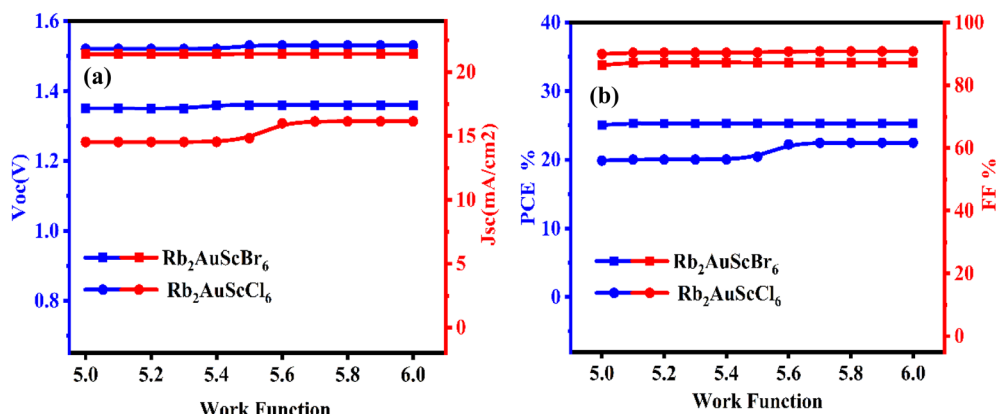 1.6
1.4
1.2
1.0
0.8
Voc(V)
(a)
20
15
10
5
0
Jsc(mA/cm2)
Rb2AuScBr6
Rb2AuScCl6
5.0 5.2 5.4 5.6 5.8 6.0
Work Function
40
30
20
10
0
PCE %
(b)
100
80
60
40
20
0
FF %
Rb2AuScBr6
Rb2AuScCl6
5.0 5.2 5.4 5.6 5.8 6.0
Work Function